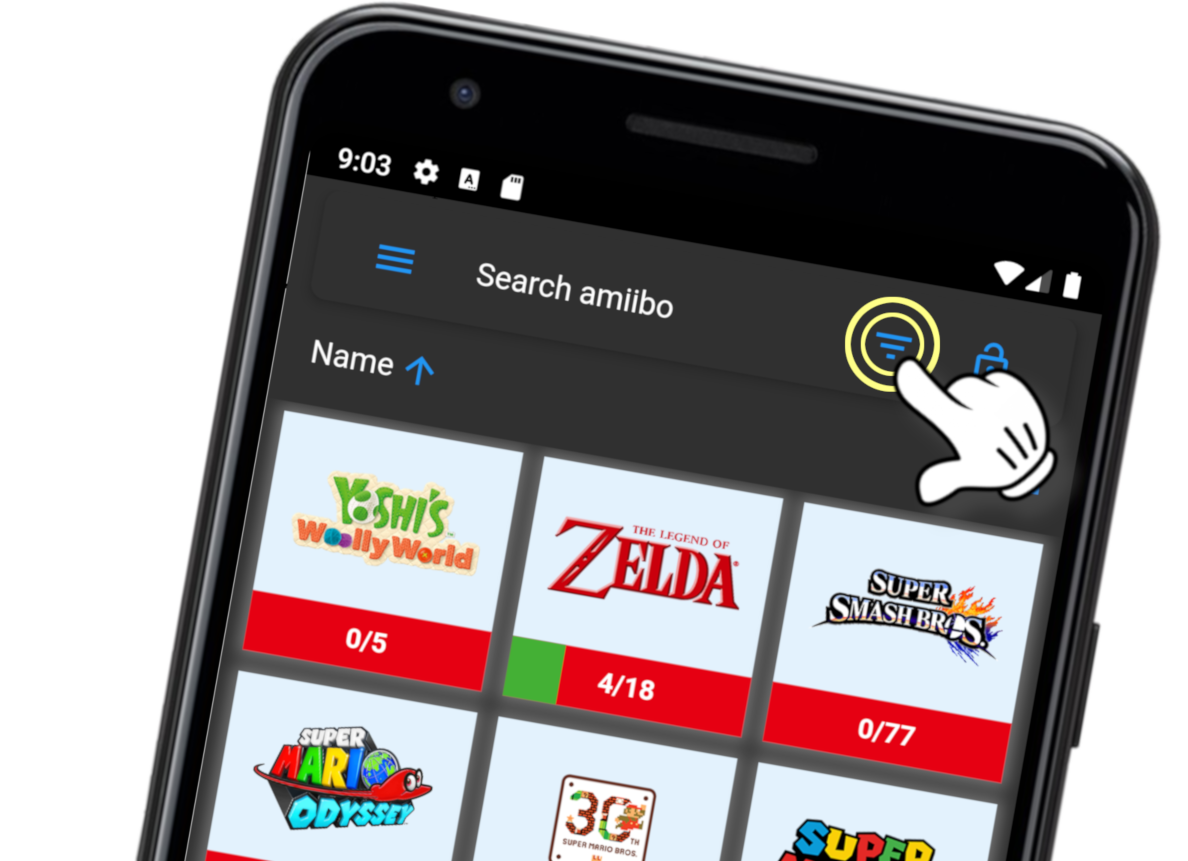 9:03
A
Search amiibo
Name
YOSHI'S
Woolly World
™
THE LEGEND OF
ZELDA
®
SUPER
SMASH BROS.
0/5
4/18
0/77
SUPER
MARIO
ODYSSEY
30TH
SUPER MARIO BROS.
SUPER